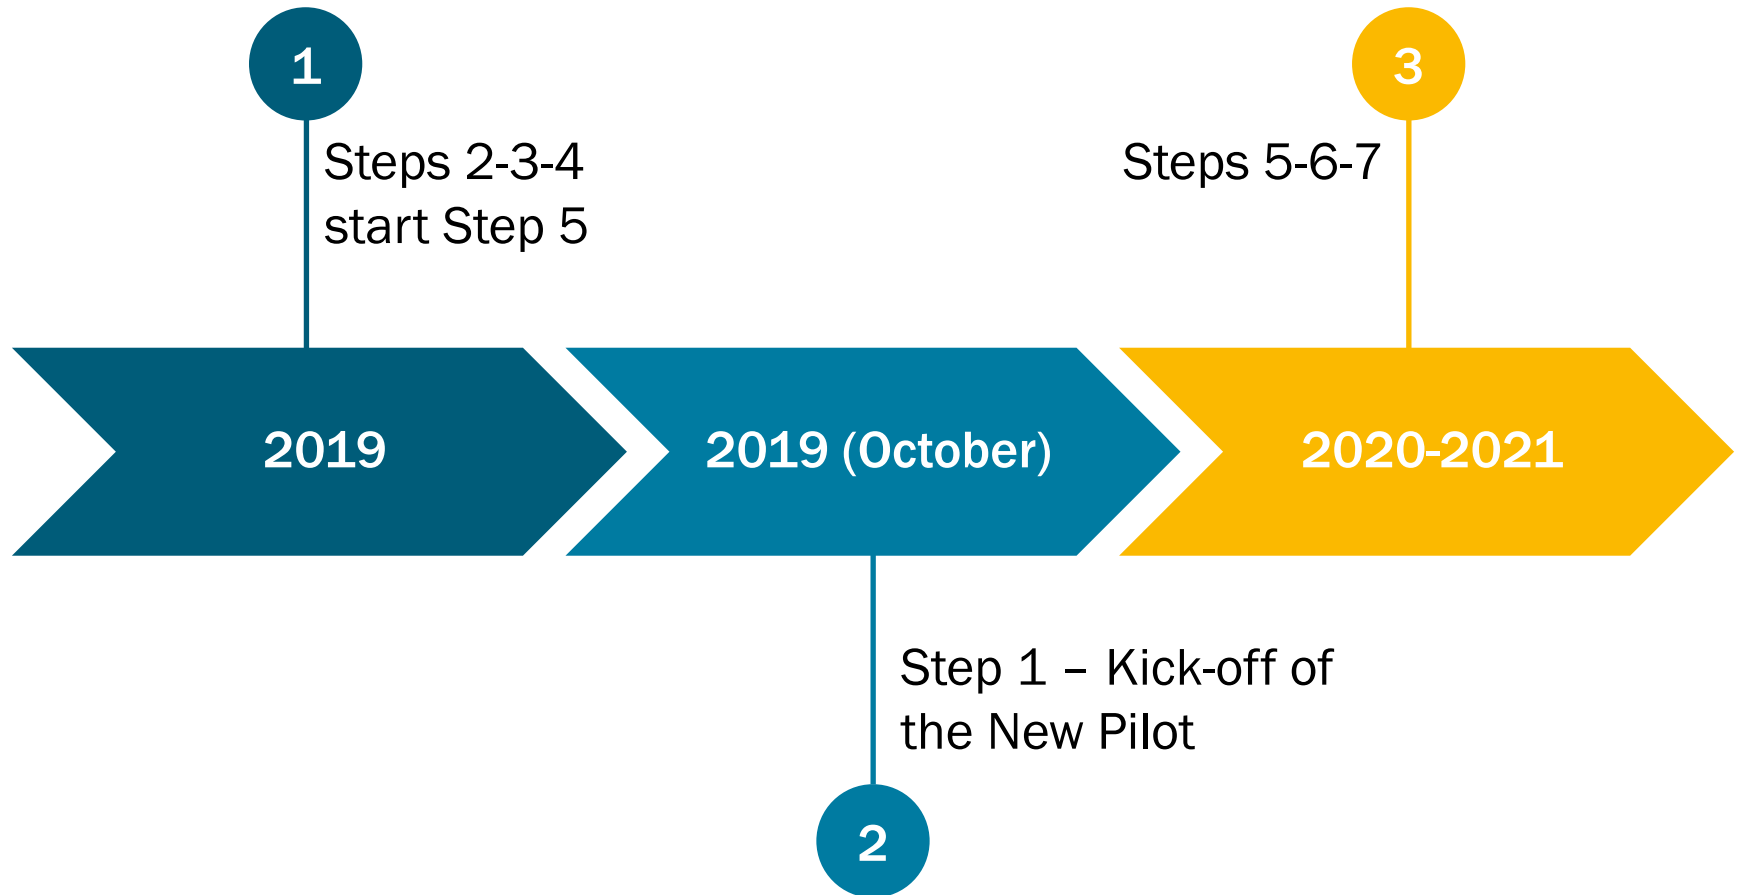 1
Steps 2-3-4
start Step 5
3
Steps 5-6-7
2019
2019 (October)
2020-2021
Step 1 – Kick-off of
the New Pilot
2